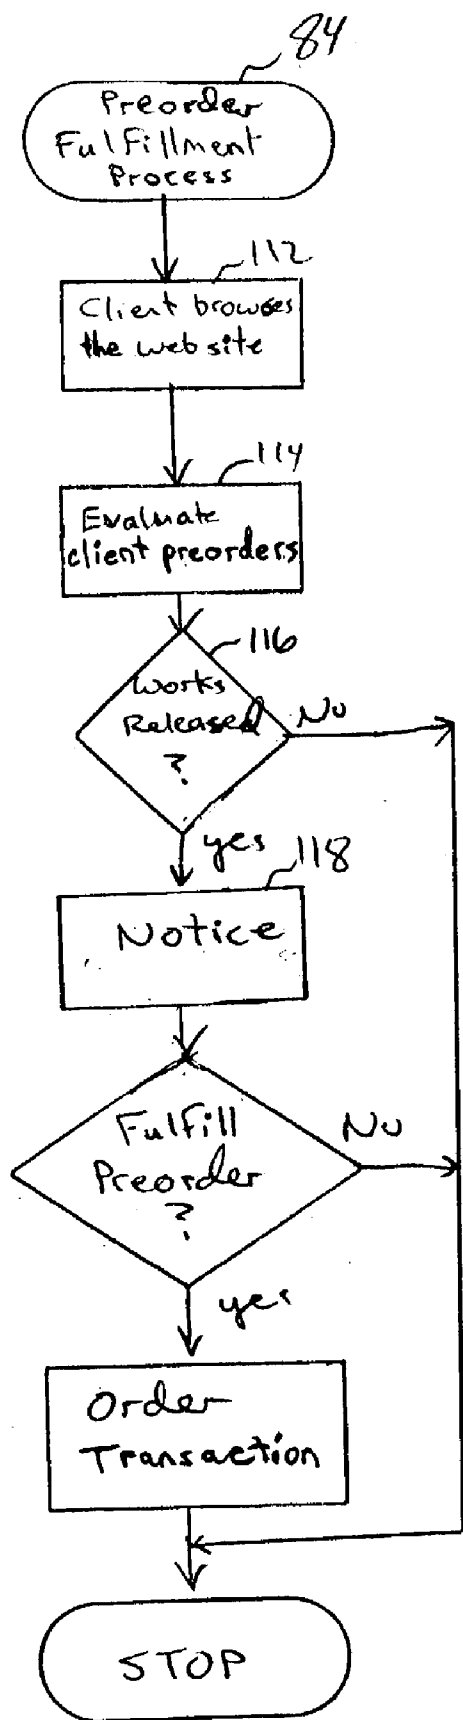 84
Preorder
Fulfillment
Process
112
Client browses
the web site
114
Evaluate
client preorders
116
Works
Released
?
No
yes
118
Notice
Fulfill
Preorder
?
No
yes
Order
Transaction
STOP